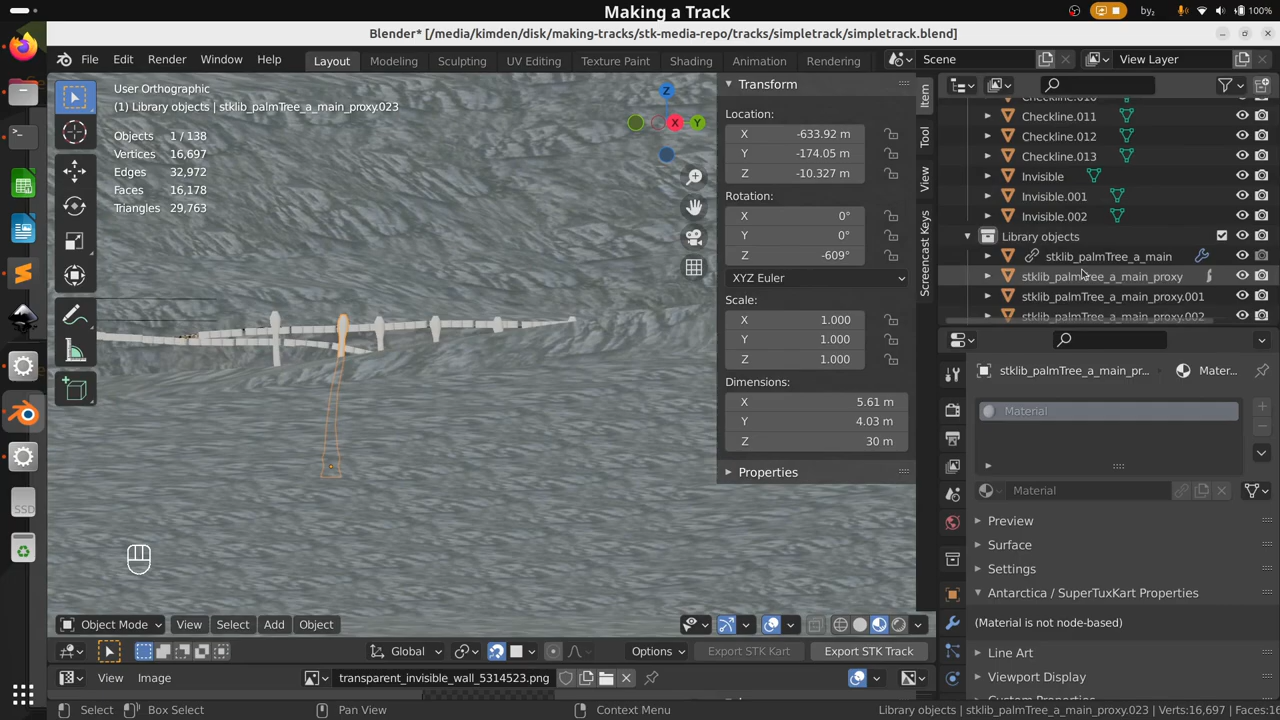 Making a Track
by₂
100%
Blender* [/media/kimden/disk/making-tracks/stk-media-repo/tracks/simpletrack/simpletrack.blend]
File Edit Render Window Help Layout Modeling Sculpting UV Editing Texture Paint Shading Animation Rendering Scene View Layer
User Orthographic
(1) Library objects | stklib_palmTree_a_main_proxy.023
Objects 1 / 138
Vertices 16,697
Edges 32,972
Faces 16,178
Triangles 29,763
Z
X
Y
Transform
Location:
X -633.92 m
Y -174.05 m
Z -10.327 m
Rotation:
X 0°
Y 0°
Z -609°
XYZ Euler
Scale:
X 1.000
Y 1.000
Z 1.000
Dimensions:
X 5.61 m
Y 4.03 m
Z 30 m
Properties
Item
Tool
View
Screencast Keys
Checkline.010
Checkline.011
Checkline.012
Checkline.013
Invisible
Invisible.001
Invisible.002
Library objects
stklib_palmTree_a_main
stklib_palmTree_a_main_proxy
stklib_palmTree_a_main_proxy.001
stklib_palmTree_a_main_proxy.002
stklib_palmTree_a_main_pr... Mater...
Material
Material
Preview
Surface
Settings
Antarctica / SuperTuxKart Properties
(Material is not node-based)
Line Art
Viewport Display
Custom Properties
SSD
Object Mode View Select Add Object
Global Options Export STK Kart Export STK Track
View Image transparent_invisible_wall_5314523.png
Select Box Select Pan View Context Menu Library objects | stklib_palmTree_a_main_proxy.023 | Verts:16,697 | Faces:16